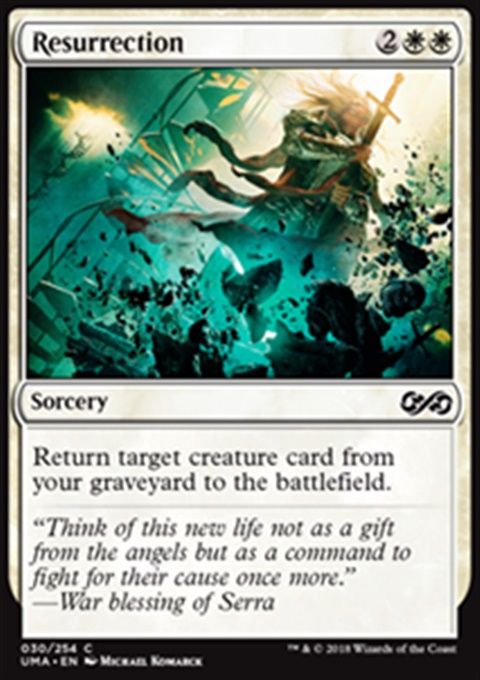 Resurrection 2
Sorcery
Return target creature card from
your graveyard to the battlefield.
“Think of this new life not as a gift
from the angels but as a command to
fight for their cause once more.”
—War blessing of Serra
030/254 C
UMA • EN Michael Komarck
™ & © 2018 Wizards of the Coast